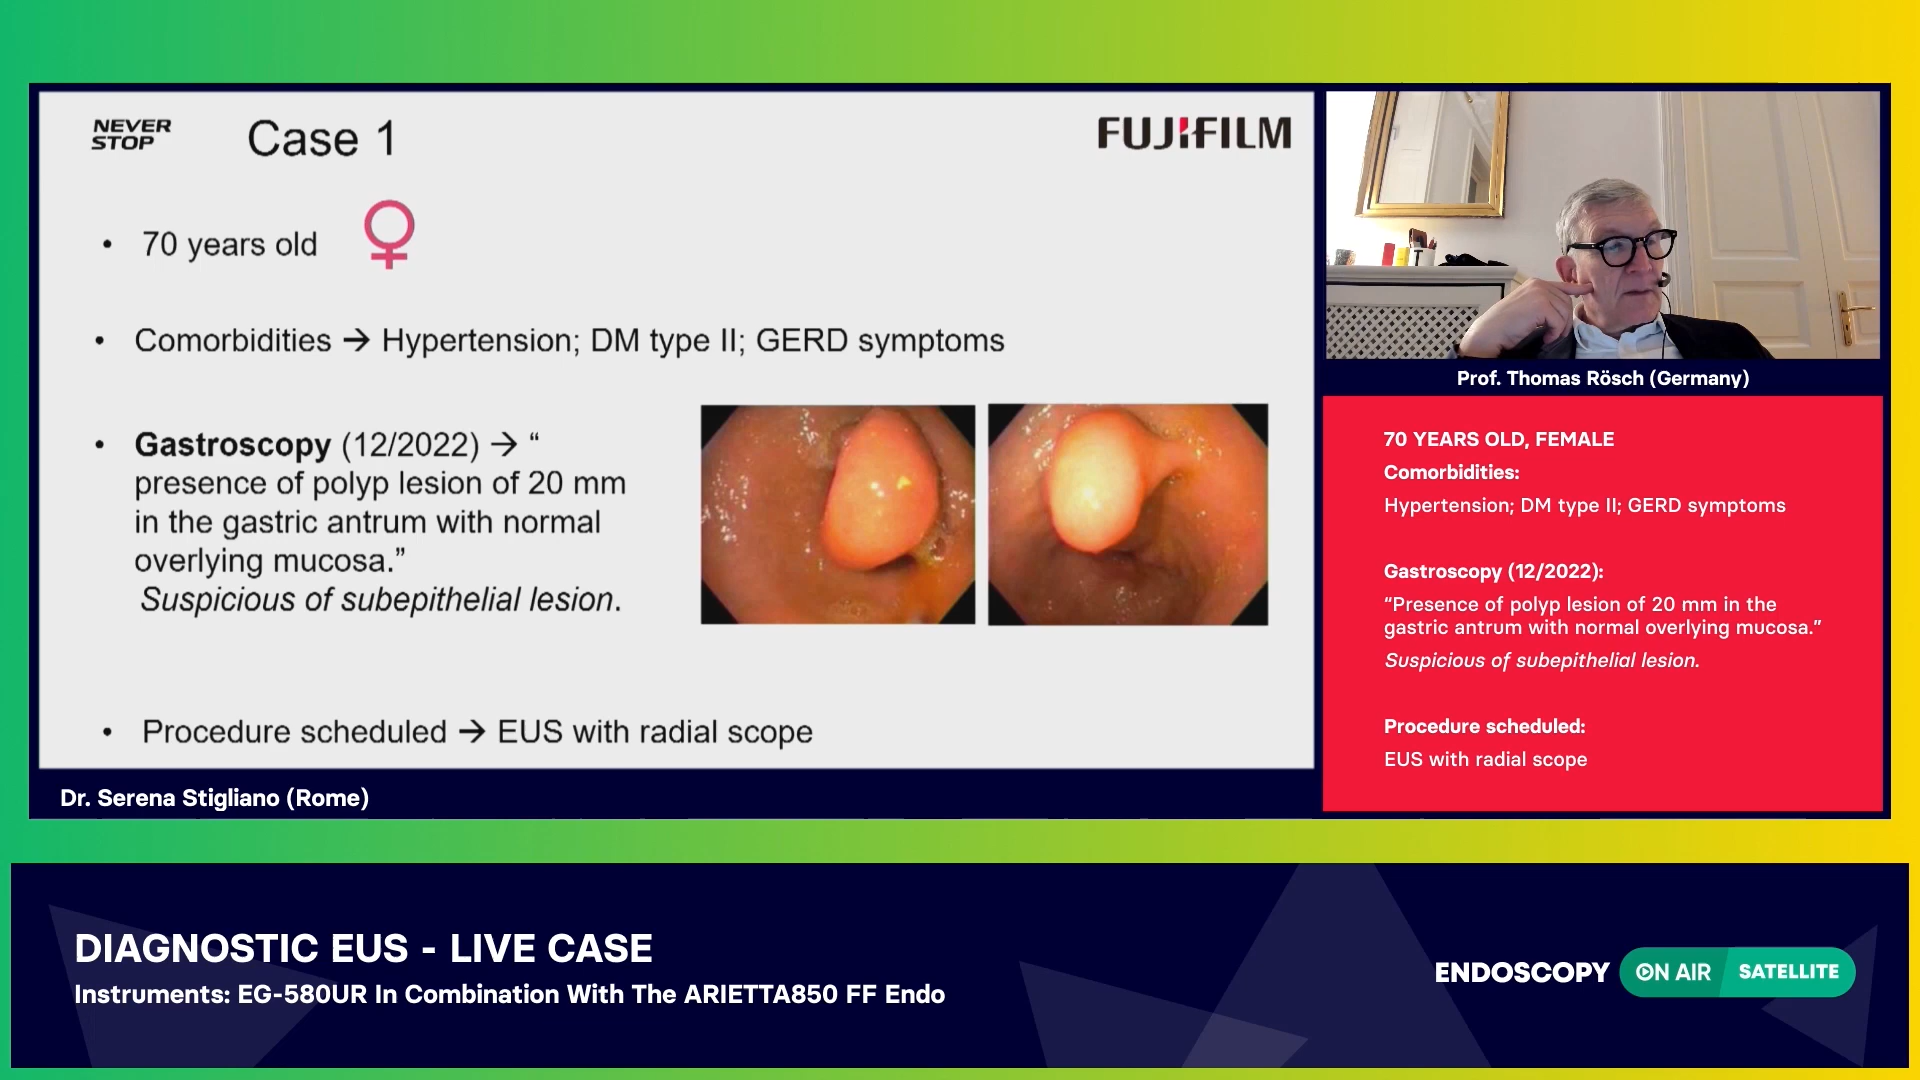 NEVER
STOP
Case 1
FUJIFILM
• 70 years old
• Comorbidities → Hypertension; DM type II; GERD symptoms
• Gastroscopy (12/2022) → “
presence of polyp lesion of 20 mm
in the gastric antrum with normal
overlying mucosa.”
Suspicious of subepithelial lesion.
• Procedure scheduled → EUS with radial scope
Dr. Serena Stigliano (Rome)
Prof. Thomas Rösch (Germany)
70 YEARS OLD, FEMALE
Comorbidities:
Hypertension; DM type II; GERD symptoms
Gastroscopy (12/2022):
“Presence of polyp lesion of 20 mm in the
gastric antrum with normal overlying mucosa.”
Suspicious of subepithelial lesion.
Procedure scheduled:
EUS with radial scope
DIAGNOSTIC EUS - LIVE CASE
Instruments: EG-580UR In Combination With The ARIETTA850 FF Endo
ENDOSCOPY ON AIR SATELLITE